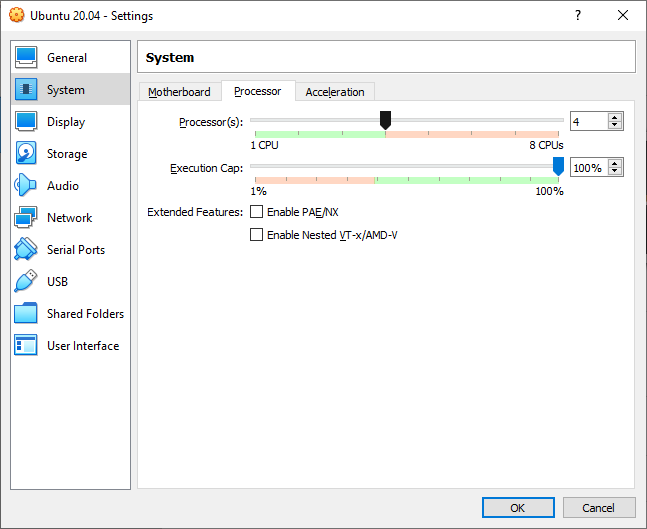 Ubuntu 20.04 - Settings
?
General
System
Display
Storage
Audio
Network
Serial Ports
USB
Shared Folders
User Interface
System
Motherboard Processor Acceleration
Processor(s): 4
1 CPU 8 CPUs
Execution Cap: 100%
1% 100%
Extended Features: Enable PAE/NX
Enable Nested VT-x/AMD-V
OK Cancel